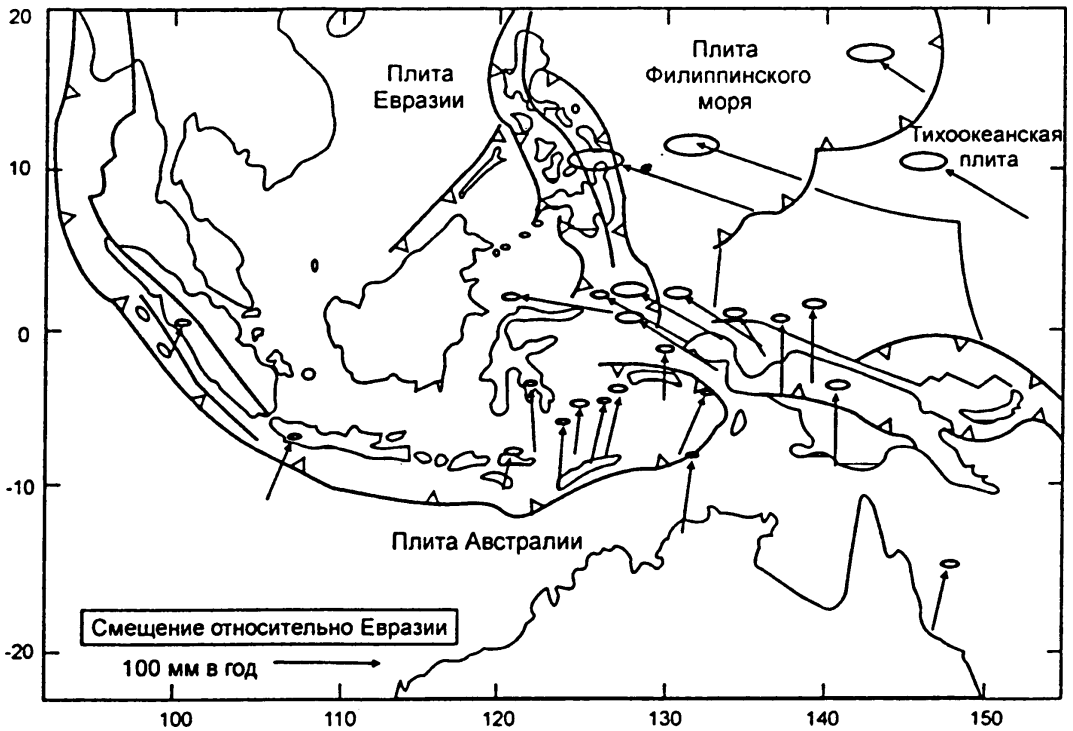 20
10
0
-10
-20
Плита
Евразии
Плита
Филиппинского
моря
Тихоокеанская
плита
Плита Австралии
Смещение относительно Евразии
100 мм в год
100
110
120
130
140
150